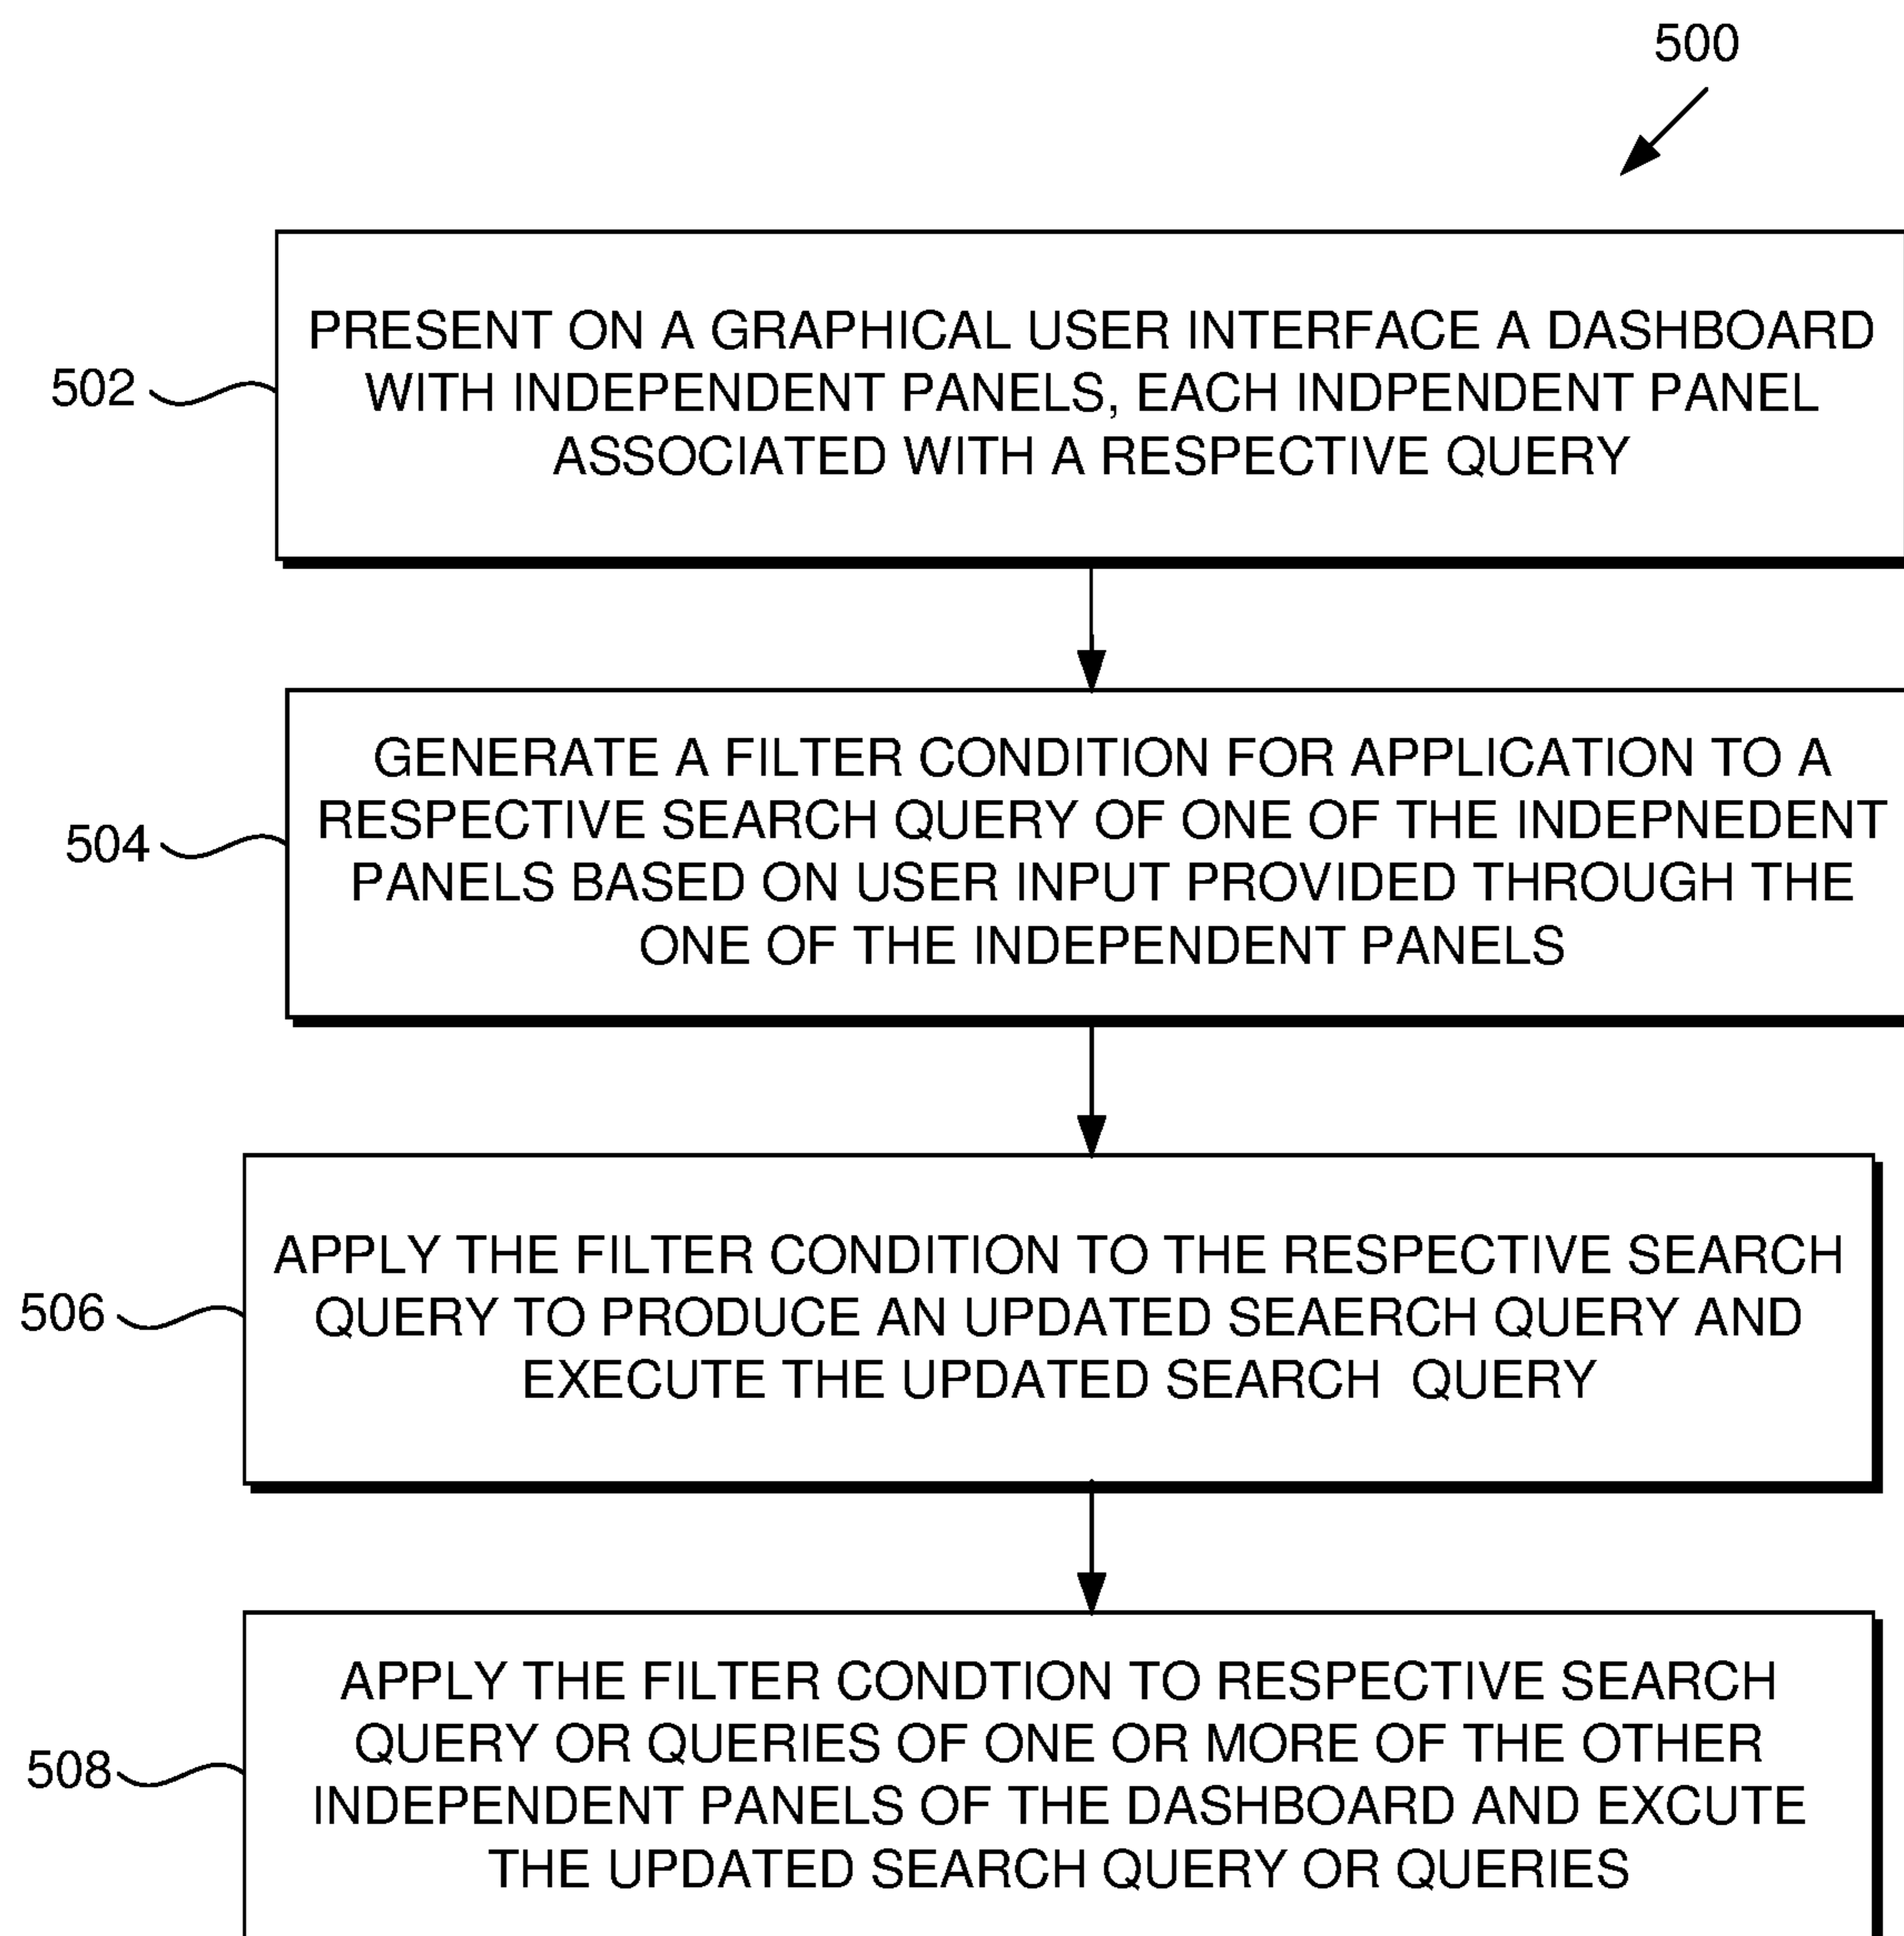 500
502
PRESENT ON A GRAPHICAL USER INTERFACE A DASHBOARD
WITH INDEPENDENT PANELS, EACH INDPENDENT PANEL
ASSOCIATED WITH A RESPECTIVE QUERY
504
GENERATE A FILTER CONDITION FOR APPLICATION TO A
RESPECTIVE SEARCH QUERY OF ONE OF THE INDEPNEDENT
PANELS BASED ON USER INPUT PROVIDED THROUGH THE
ONE OF THE INDEPENDENT PANELS
506
APPLY THE FILTER CONDITION TO THE RESPECTIVE SEARCH
QUERY TO PRODUCE AN UPDATED SEAERCH QUERY AND
EXECUTE THE UPDATED SEARCH QUERY
508
APPLY THE FILTER CONDTION TO RESPECTIVE SEARCH
QUERY OR QUERIES OF ONE OR MORE OF THE OTHER
INDEPENDENT PANELS OF THE DASHBOARD AND EXCUTE
THE UPDATED SEARCH QUERY OR QUERIES